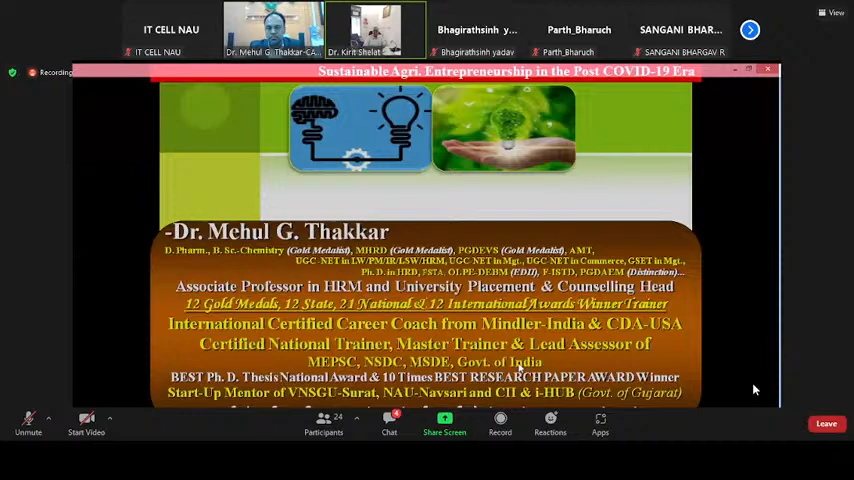 IT CELL NAU
Bhagirathsinh y...
Parth_Bharuch
SANGANI BHAR...
View
IT CELL NAU
Dr. Mehul G. Thakkar-CA...
Dr. Kirit Shelat
Bhagirathsinh yadav
Parth_Bharuch
SANGANI BHARGAV R
Recording
Sustainable Agri. Entrepreneurship in the Post COVID-19 Era
-Dr. Mehul G. Thakkar
D. Pharm., B. Sc.-Chemistry (Gold Medalist), MHRD (Gold Medalist), PGDEVS (Gold Medalist), AMT,
UGC-NET in LW/PM/IR/LSW/HRM, UGC-NET in Mgt., UGC-NET in Commerce, GSET in Mgt.,
Ph. D. in HRD, FSTA, OLPE-DEBM (EDII), F-ISTD, PGDAEM (Distinction)...
Associate Professor in HRM and University Placement & Counselling Head
12 Gold Medals, 12 State, 21 National & 12 International Awards Winner Trainer
International Certified Career Coach from Mindler-India & CDA-USA
Certified National Trainer, Master Trainer & Lead Assessor of
MEPSC, NSDC, MSDE, Govt. of India
BEST Ph. D. Thesis National Award & 10 Times BEST RESEARCH PAPER AWARD Winner
Start-Up Mentor of VNSGU-Surat, NAU-Navsari and CII & i-HUB (Govt. of Gujarat)
24
4
Unmute
Start Video
Participants
Chat
Share Screen
Record
Reactions
Apps
Leave